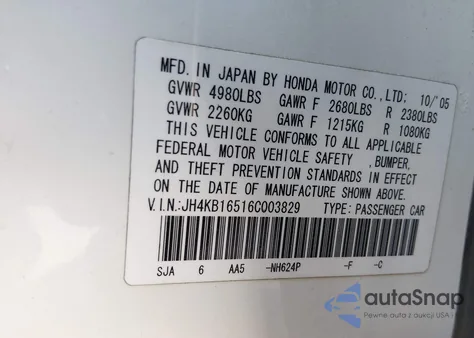 MFD. IN JAPAN BY HONDA MOTOR CO.,LTD: 10/'05
GVWR 4980LBS GAWR F 2680LBS R 2380LBS
GVWR 2260KG GAWR F 1215KG R 1080KG
THIS VEHICLE CONFORMS TO ALL APPLICABLE
FEDERAL MOTOR VEHICLE SAFETY ,BUMPER,
AND THEFT PREVENTION STANDARDS IN EFFECT
ON THE DATE OF MANUFACTURE SHOWN ABOVE.
V.I.N:JH4KB16516C003829 TYPE: PASSENGER CAR
SJA 6 AA5 -NH624P -F -C
autoSnap
Pewne auta z USA i Europy